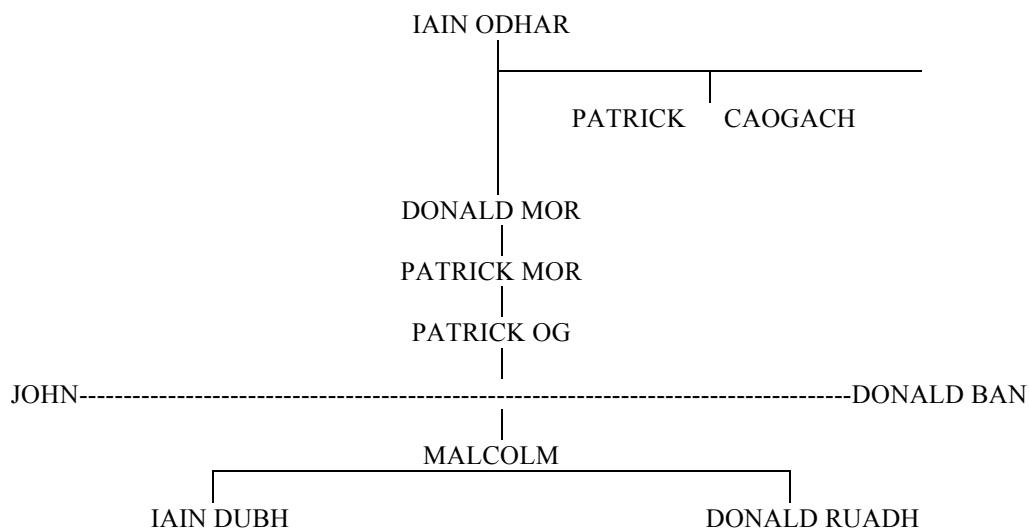 IAIN ODHAR
PATRICK CAOGACH
DONALD MOR
PATRICK MOR
PATRICK OG
JOHN--------------------------------------------------------------------------------------DONALD BAN
MALCOLM
IAIN DUBH DONALD RUADH